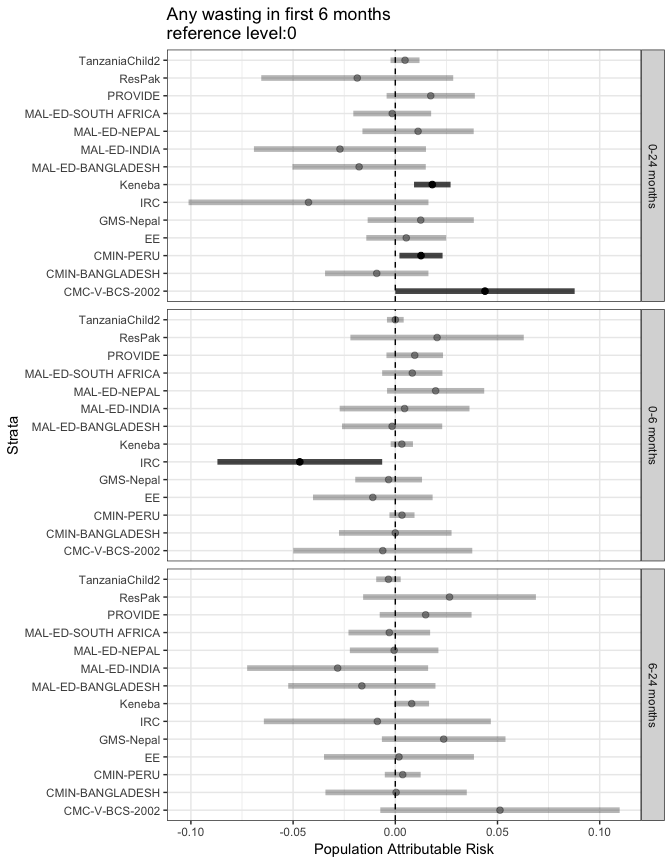 Any wasting in first 6 months
reference level:0
Strata
TanzaniaChild2
ResPak
PROVIDE
MAL-ED-SOUTH AFRICA
MAL-ED-NEPAL
MAL-ED-INDIA
MAL-ED-BANGLADESH
Keneba
IRC
GMS-Nepal
EE
CMIN-PERU
CMIN-BANGLADESH
CMC-V-BCS-2002
0-24 months
TanzaniaChild2
ResPak
PROVIDE
MAL-ED-SOUTH AFRICA
MAL-ED-NEPAL
MAL-ED-INDIA
MAL-ED-BANGLADESH
Keneba
IRC
GMS-Nepal
EE
CMIN-PERU
CMIN-BANGLADESH
CMC-V-BCS-2002
0-6 months
TanzaniaChild2
ResPak
PROVIDE
MAL-ED-SOUTH AFRICA
MAL-ED-NEPAL
MAL-ED-INDIA
MAL-ED-BANGLADESH
Keneba
IRC
GMS-Nepal
EE
CMIN-PERU
CMIN-BANGLADESH
CMC-V-BCS-2002
6-24 months
-0.10 -0.05 0.00 0.05 0.10
Population Attributable Risk